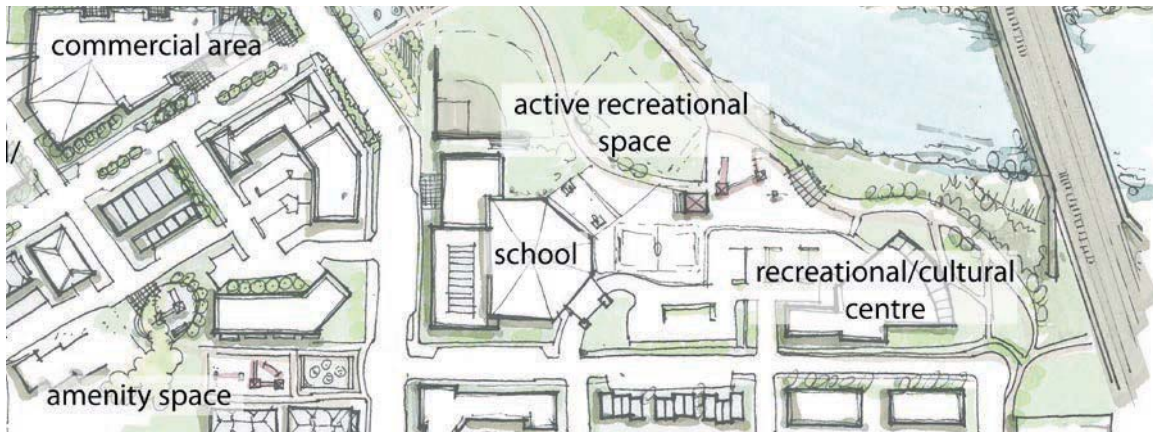 commercial area
active recreational
space
l/
school
recreational/cultural
centre
amenity space